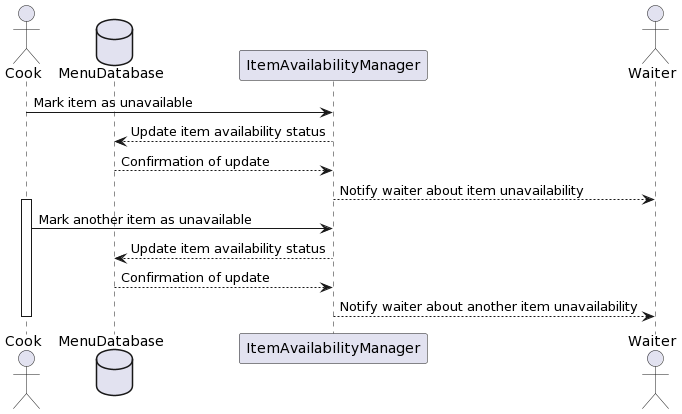 Cook
MenuDatabase
ItemAvailabilityManager
Waiter
Mark item as unavailable
Update item availability status
Confirmation of update
Notify waiter about item unavailability
Mark another item as unavailable
Update item availability status
Confirmation of update
Notify waiter about another item unavailability
Cook
MenuDatabase
ItemAvailabilityManager
Waiter